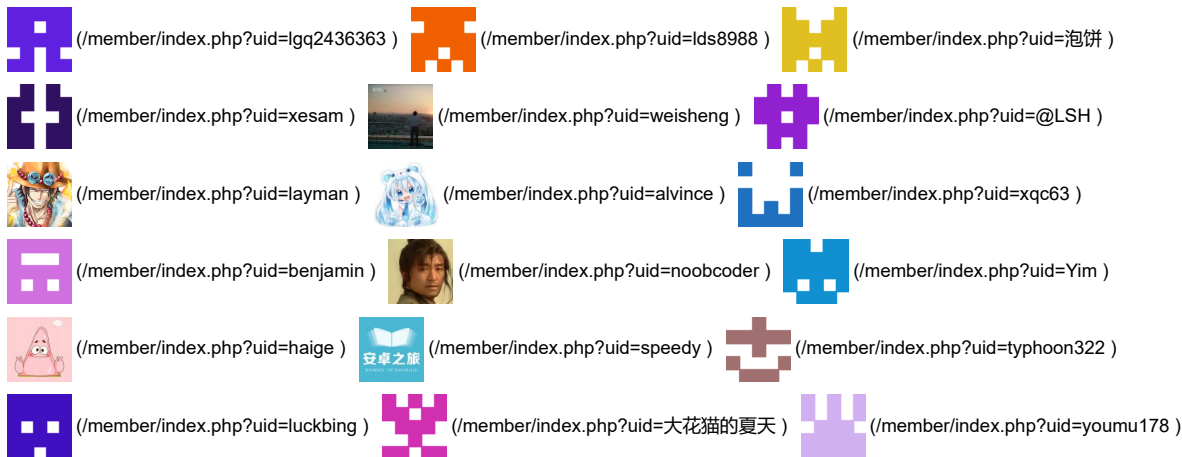 (/member/index.php?uid=lgq2436363 ) (/member/index.php?uid=lds8988 ) (/member/index.php?uid=泡饼 )
(/member/index.php?uid=xesam ) (/member/index.php?uid=weisheng ) (/member/index.php?uid=@LSH )
(/member/index.php?uid=layman ) (/member/index.php?uid=alvince ) (/member/index.php?uid=xqc63 )
(/member/index.php?uid=benjamin ) (/member/index.php?uid=noobcoder ) (/member/index.php?uid=Yim )
(/member/index.php?uid=haige ) 安卓之旅 (/member/index.php?uid=speedy ) (/member/index.php?uid=typhoon322 )
(/member/index.php?uid=luckbing ) (/member/index.php?uid=大花猫的夏天 ) (/member/index.php?uid=youmu178 )